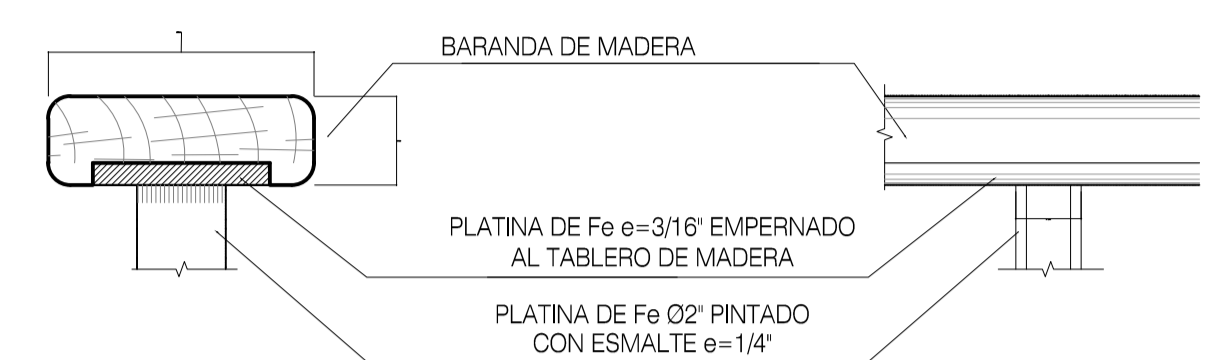 BARANDA DE MADERA
PLATINA DE Fe e=3/16" EMPERNADO
AL TABLERO DE MADERA
PLATINA DE Fe Ø2" PINTADO
CON ESMALTE e=1/4"